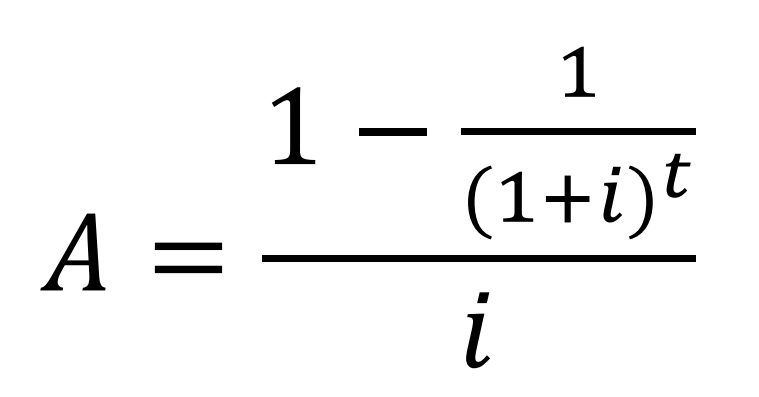 A = (1 − 1/(1+i)^t)/i